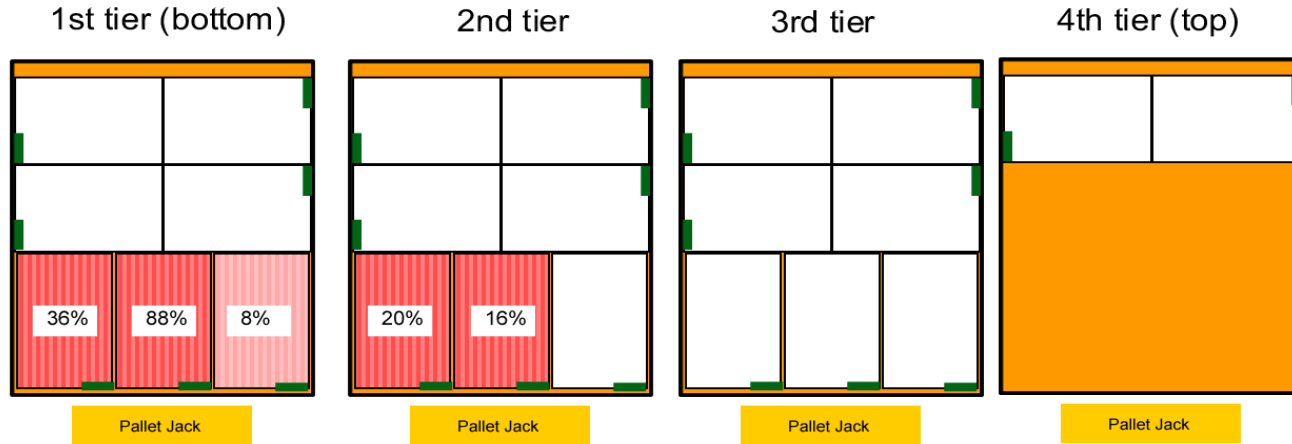 1st tier (bottom)
2nd tier
3rd tier
4th tier (top)
36%
88%
8%
20%
16%
Pallet Jack
Pallet Jack
Pallet Jack
Pallet Jack